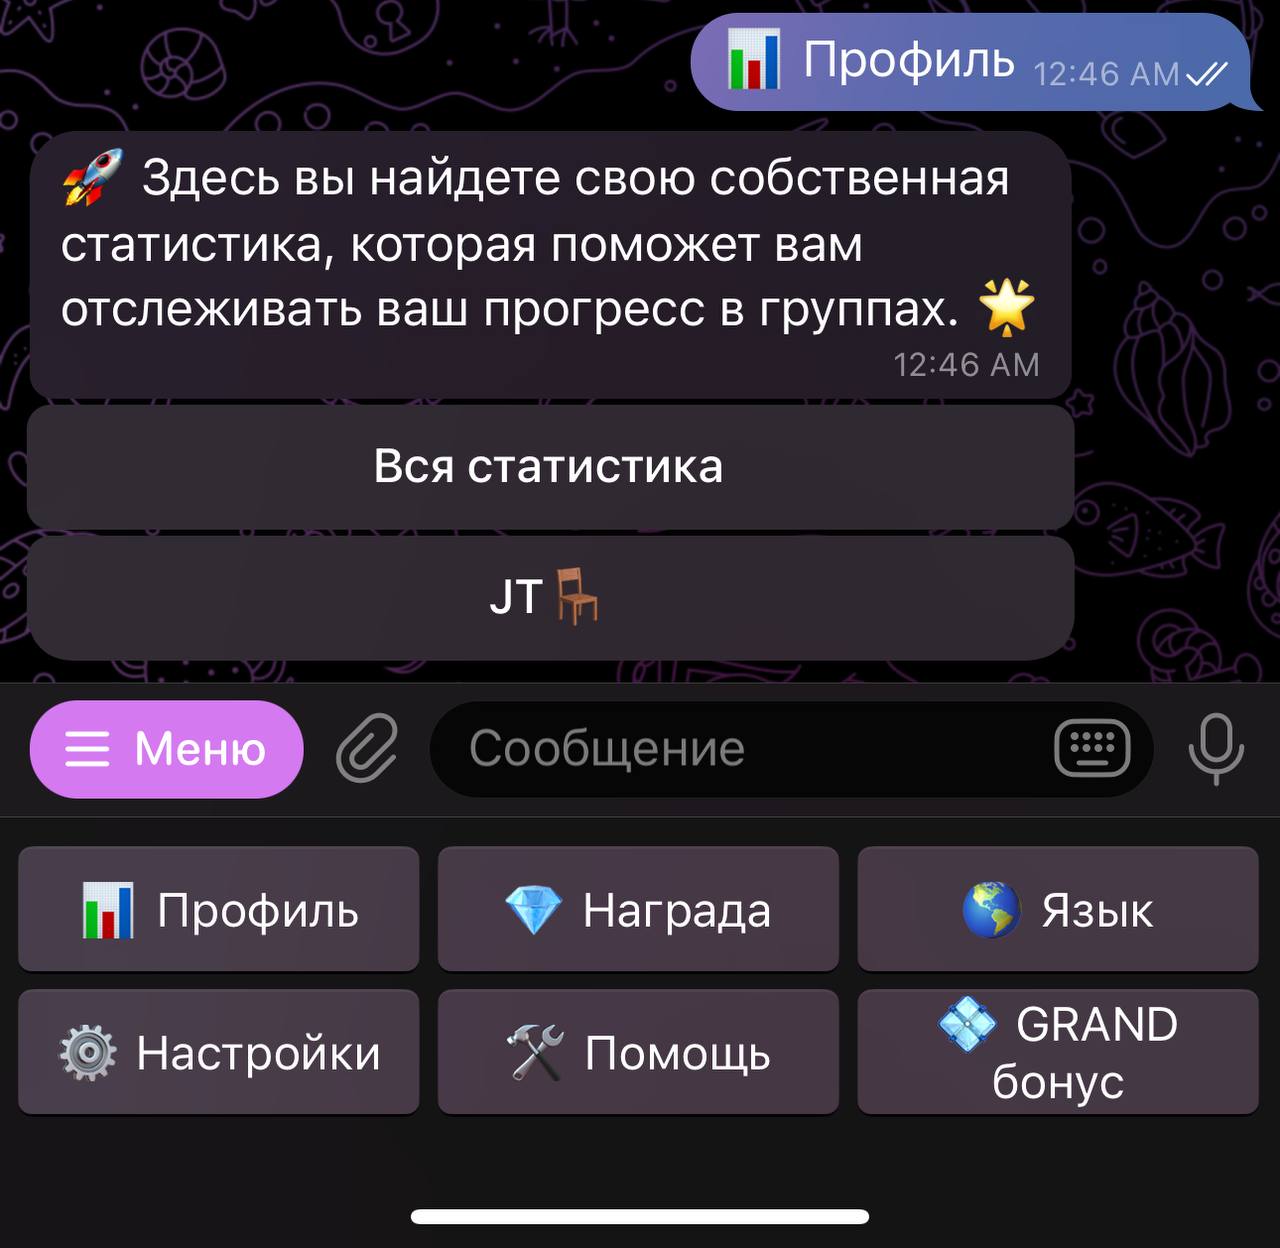 📊 Профиль 12:46 AM
🚀 Здесь вы найдете свою собственная
статистика, которая поможет вам
отслеживать ваш прогресс в группах. 🌟
12:46 AM
Вся статистика
JT🪑
Меню Сообщение
📊 Профиль 💎 Награда 🌎 Язык
⚙️ Настройки 🛠 Помощь 💠 GRAND
бонус